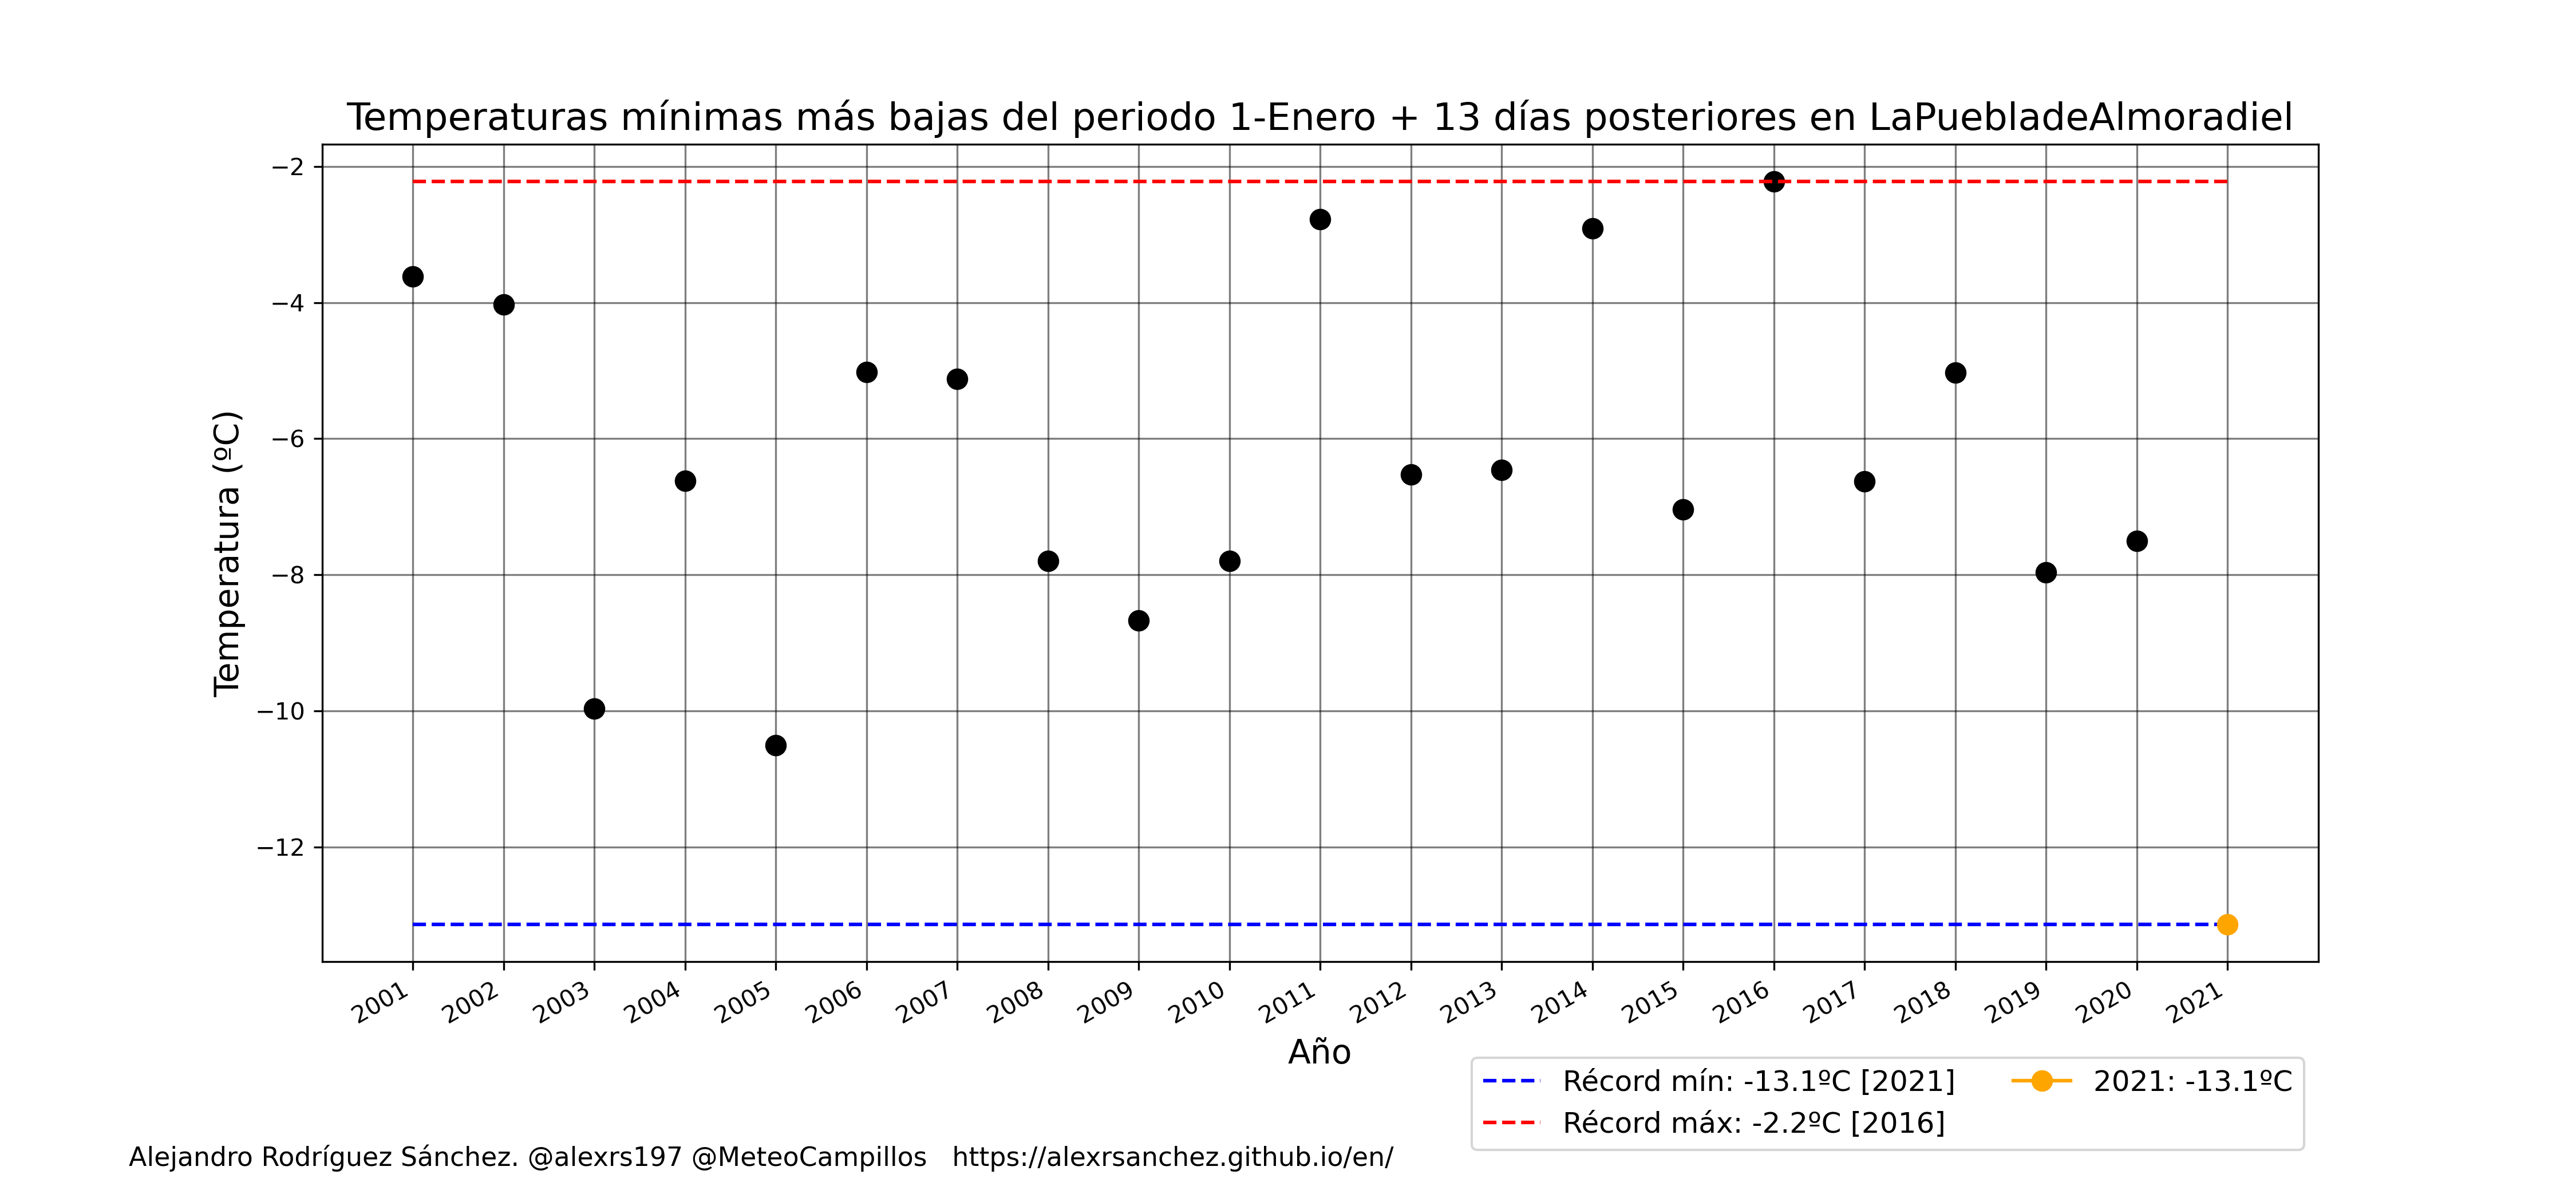 Temperaturas mínimas más bajas del periodo 1-Enero + 13 días posteriores en LaPuebladeAlmoradiel
Temperatura (ºC)
−2
−4
−6
−8
−10
−12
2001 2002 2003 2004 2005 2006 2007 2008 2009 2010 2011 2012 2013 2014 2015 2016 2017 2018 2019 2020 2021
Año
Récord mín: -13.1ºC [2021]
Récord máx: -2.2ºC [2016]
2021: -13.1ºC
Alejandro Rodríguez Sánchez. @alexrs197 @MeteoCampillos https://alexrsanchez.github.io/en/